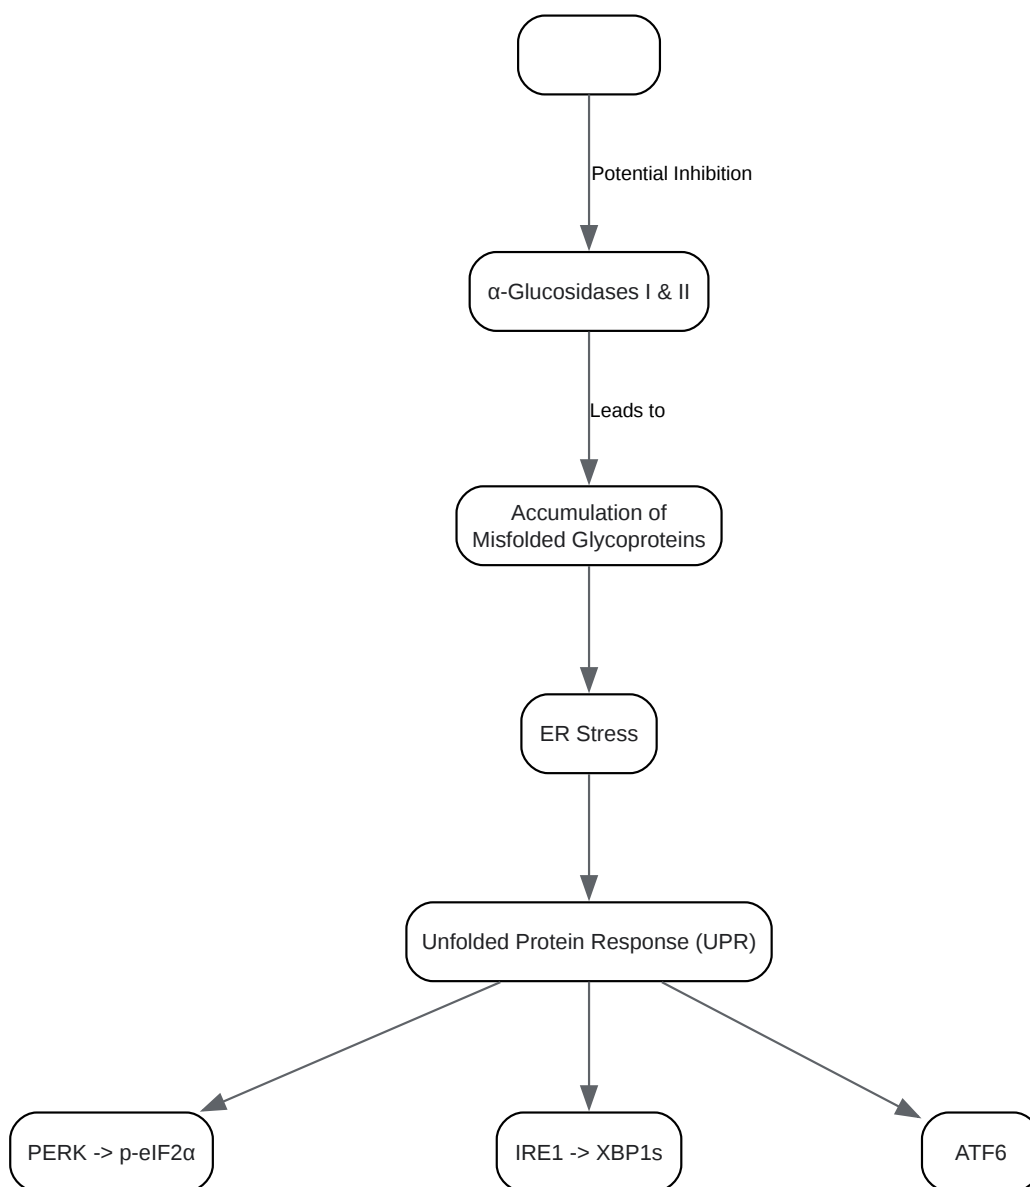 Potential Inhibition
α-Glucosidases I & II
Leads to
Accumulation of
Misfolded Glycoproteins
ER Stress
Unfolded Protein Response (UPR)
PERK -> p-eIF2α
IRE1 -> XBP1s
ATF6